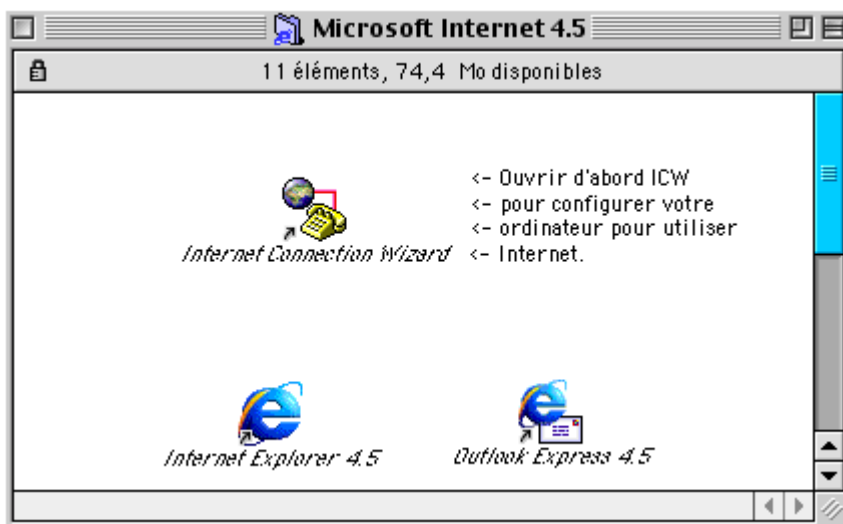 Microsoft Internet 4.5
11 éléments, 74,4 Mo disponibles
<- Ouvrir d'abord ICW
<- pour configurer votre
<- ordinateur pour utiliser
Internet Connection Wizard <- Internet.
Internet Explorer 4.5 Outlook Express 4.5